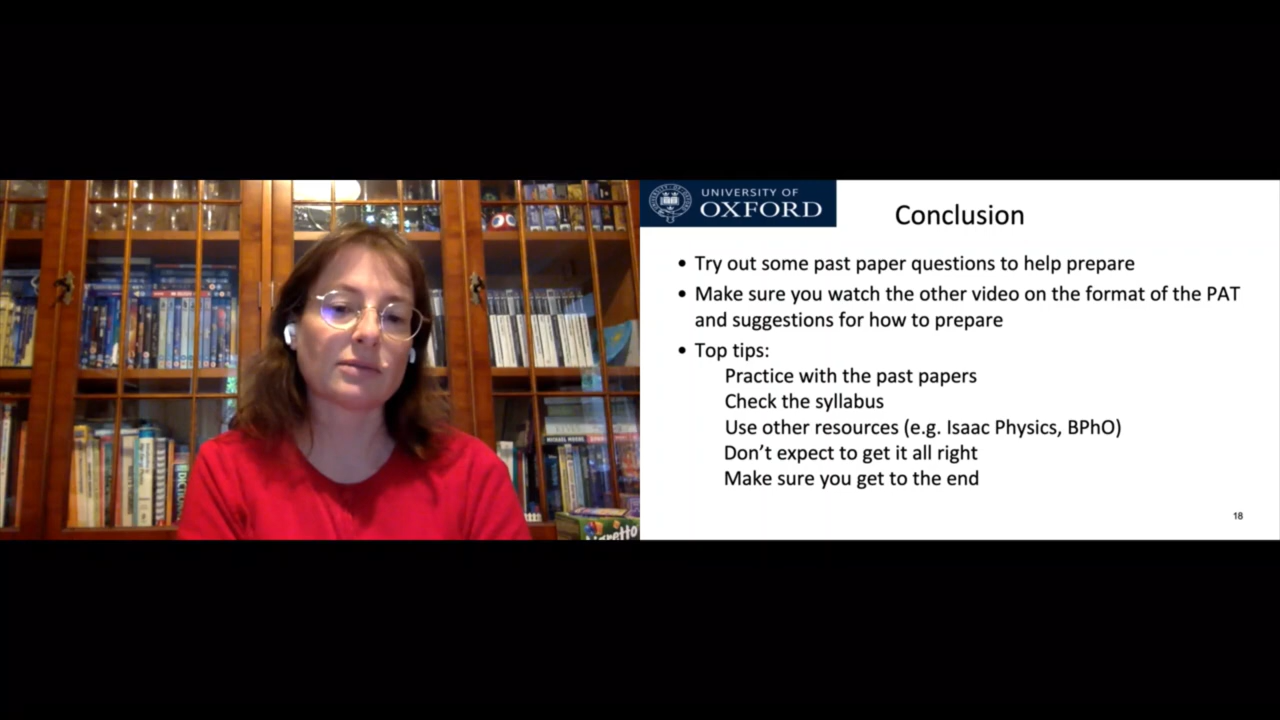 UNIVERSITY OF
OXFORD
Conclusion
• Try out some past paper questions to help prepare
• Make sure you watch the other video on the format of the PAT
and suggestions for how to prepare
• Top tips:
Practice with the past papers
Check the syllabus
Use other resources (e.g. Isaac Physics, BPhO)
Don’t expect to get it all right
Make sure you get to the end
18